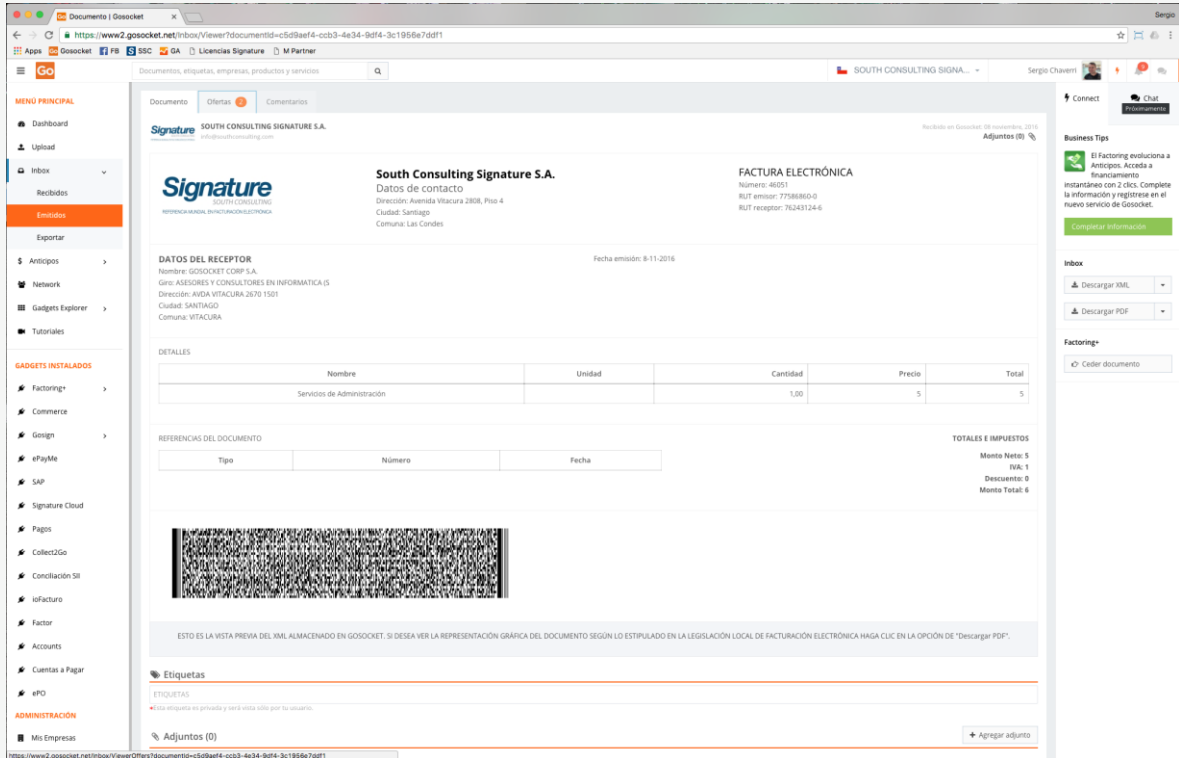 Documento | Gosocket
Sergio
https://www2.gosocket.net/Inbox/Viewer?documentId=c5d9aef4-ccb3-4e34-9df4-3c1956e7ddf1
Apps Gosocket FB SSC GA Licencias Signature M Partner
Go
Documentos, etiquetas, empresas, productos y servicios
SOUTH CONSULTING SIGNA...
Sergio Chaverri
MENÚ PRINCIPAL
Dashboard
Upload
Inbox
Recibidos
Emitidos
Exportar
Anticipos
Network
Gadgets Explorer
Tutoriales
GADGETS INSTALADOS
Factoring+
Commerce
Gosign
ePayMe
SAP
Signature Cloud
Pagos
Collect2Go
Conciliación SII
ioFacturo
Factor
Accounts
Cuentas a Pagar
ePO
ADMINISTRACIÓN
Mis Empresas
Documento Ofertas 2 Comentarios
Signature
SOUTH CONSULTING SIGNATURE S.A.
info@southconsulting.com
Recibido en Gosocket: 08 noviembre, 2016
Adjuntos (0)
Signature
SOUTH CONSULTING
REFERENCIA MUNDIAL EN FACTURACIÓN ELECTRÓNICA
South Consulting Signature S.A.
Datos de contacto
Dirección: Avenida Vitacura 2808, Piso 4
Ciudad: Santiago
Comuna: Las Condes
FACTURA ELECTRÓNICA
Número: 46051
RUT emisor: 77586860-0
RUT receptor: 76243124-6
DATOS DEL RECEPTOR
Nombre: GOSOCKET CORP S.A.
Giro: ASESORES Y CONSULTORES EN INFORMATICA (S
Dirección: AVDA VITACURA 2670 1501
Ciudad: SANTIAGO
Comuna: VITACURA
Fecha emisión: 8-11-2016
DETALLES
Nombre Unidad Cantidad Precio Total
Servicios de Administración 1,00 5 5
REFERENCIAS DEL DOCUMENTO
Tipo Número Fecha
TOTALES E IMPUESTOS
Monto Neto: 5
IVA: 1
Descuento: 0
Monto Total: 6
ESTO ES LA VISTA PREVIA DEL XML ALMACENADO EN GOSOCKET. SI DESEA VER LA REPRESENTACIÓN GRÁFICA DEL DOCUMENTO SEGÚN LO ESTIPULADO EN LA LEGISLACIÓN LOCAL DE FACTURACIÓN ELECTRÓNICA HAGA CLIC EN LA OPCIÓN DE "Descargar PDF".
Etiquetas
ETIQUETAS
Esta etiqueta es privada y será vista sólo por tu usuario.
Adjuntos (0)
Agregar adjunto
Connect Chat
Próximamente
Business Tips
El Factoring evoluciona a
Anticipos. Acceda a
financiamiento
instantáneo con 2 clics. Complete
la información y regístrese en el
nuevo servicio de Gosocket.
Completar información
Inbox
Descargar XML
Descargar PDF
Factoring+
Ceder documento
https://www2.gosocket.net/Inbox/ViewerOffers?documentId=c5d9aef4-ccb3-4e34-9df4-3c1956e7ddf1